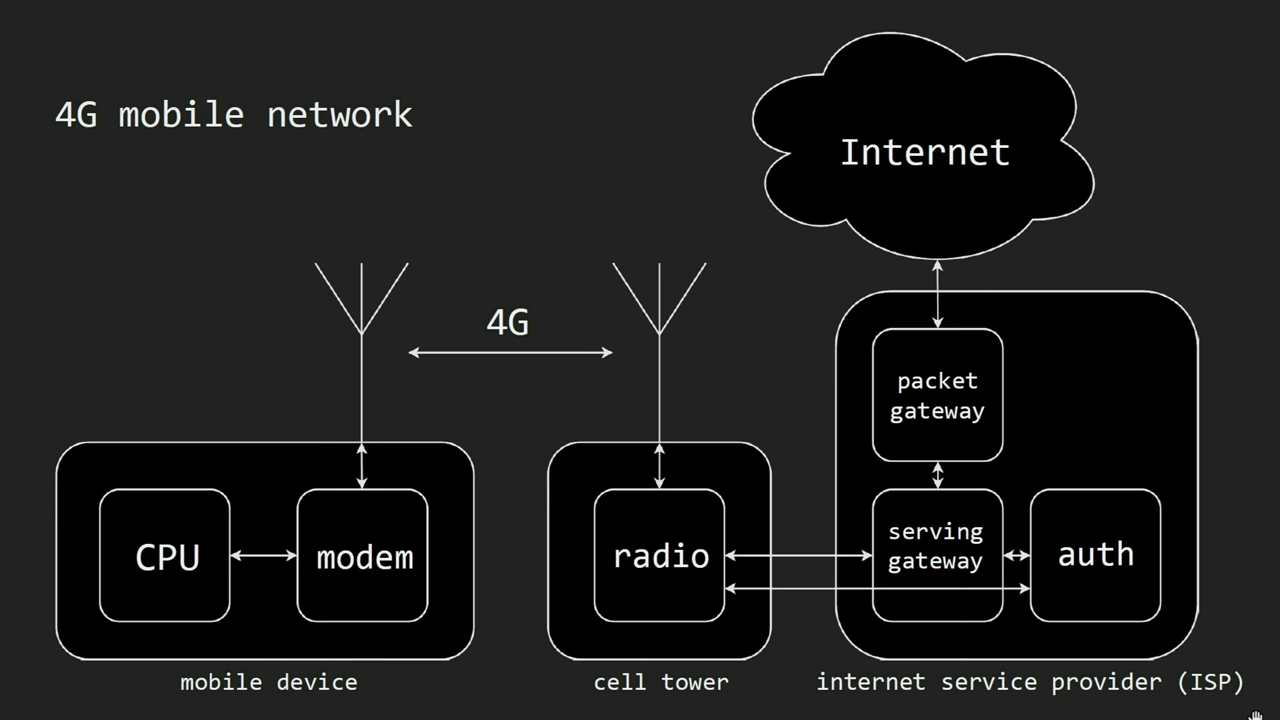 4G mobile network
Internet
4G
packet
gateway
CPU
modem
radio
serving
gateway
auth
mobile device
cell tower
internet service provider (ISP)